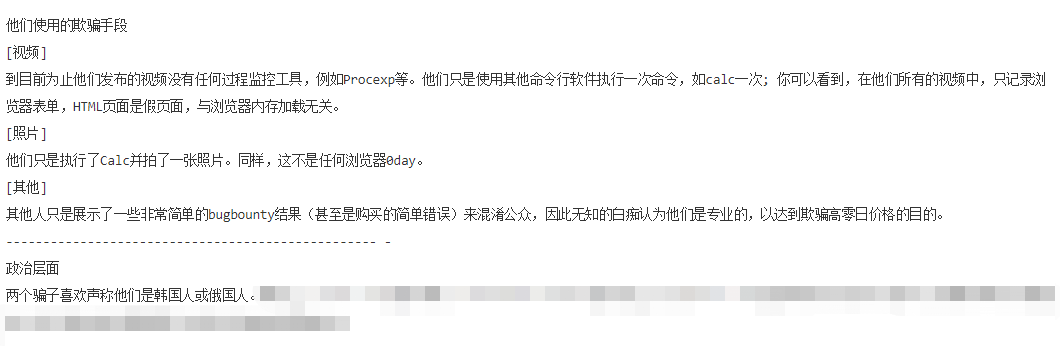 他们使用的欺骗手段
[视频]
到目前为止他们发布的视频没有任何过程监控工具，例如Procexp等。他们只是使用其他命令行软件执行一次命令，如calc一次; 你可以看到，在他们所有的视频中，只记录浏
览器表单，HTML页面是假页面，与浏览器内存加载无关。
[照片]
他们只是执行了Calc并拍了一张照片。同样，这不是任何浏览器0day。
[其他]
其他人只是展示了一些非常简单的bugbounty结果（甚至是购买的简单错误）来混淆公众，因此无知的白痴认为他们是专业的，以达到欺骗高零日价格的目的。
-------------------------------------------------- -
政治层面
两个骗子喜欢声称他们是韩国人或俄国人。